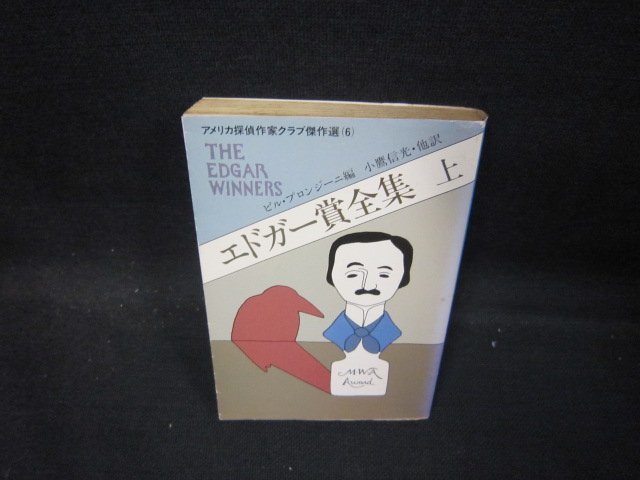 アメリカ探偵作家クラブ傑作選(6)
THE
EDGAR
WINNERS
ビル・プロンジーニ編 小鷹信光・他訳
エドガー賞全集 上
MWA
Award